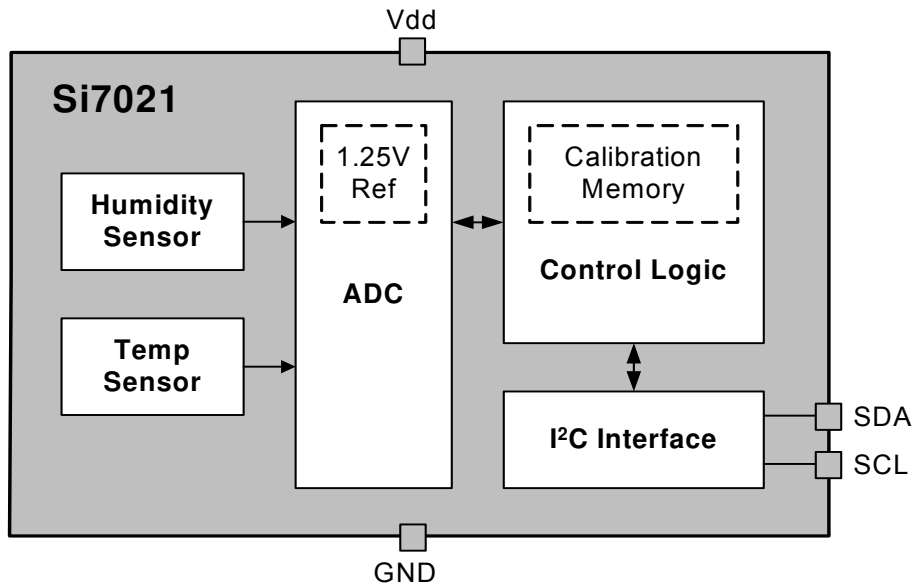 Vdd
Si7021
1.25V
Ref
Calibration
Memory
Humidity
Sensor
ADC
Control Logic
Temp
Sensor
I²C Interface
SDA
SCL
GND